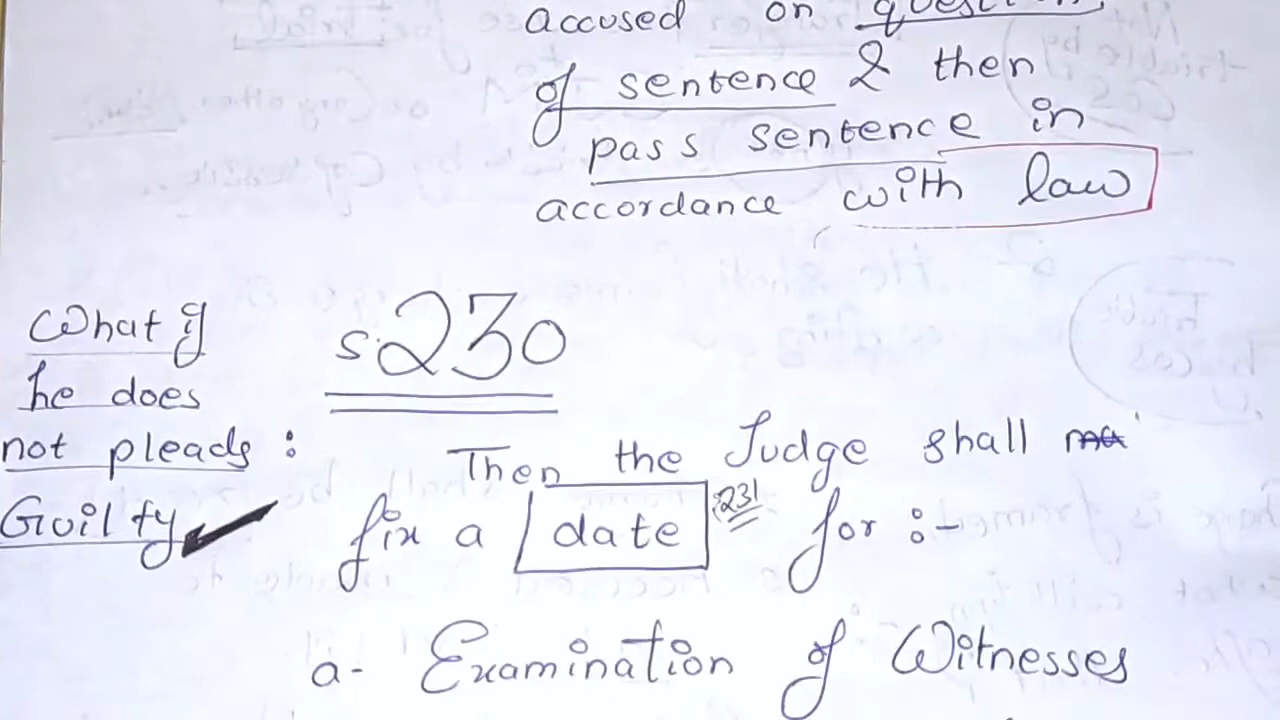 accused on question
of sentence & then
pass sentence in
accordance with law
What if
he does
not pleads :
Guilty
S.230
Then the Judge shall
fix a date 231 for :-
a- Examination of Witnesses